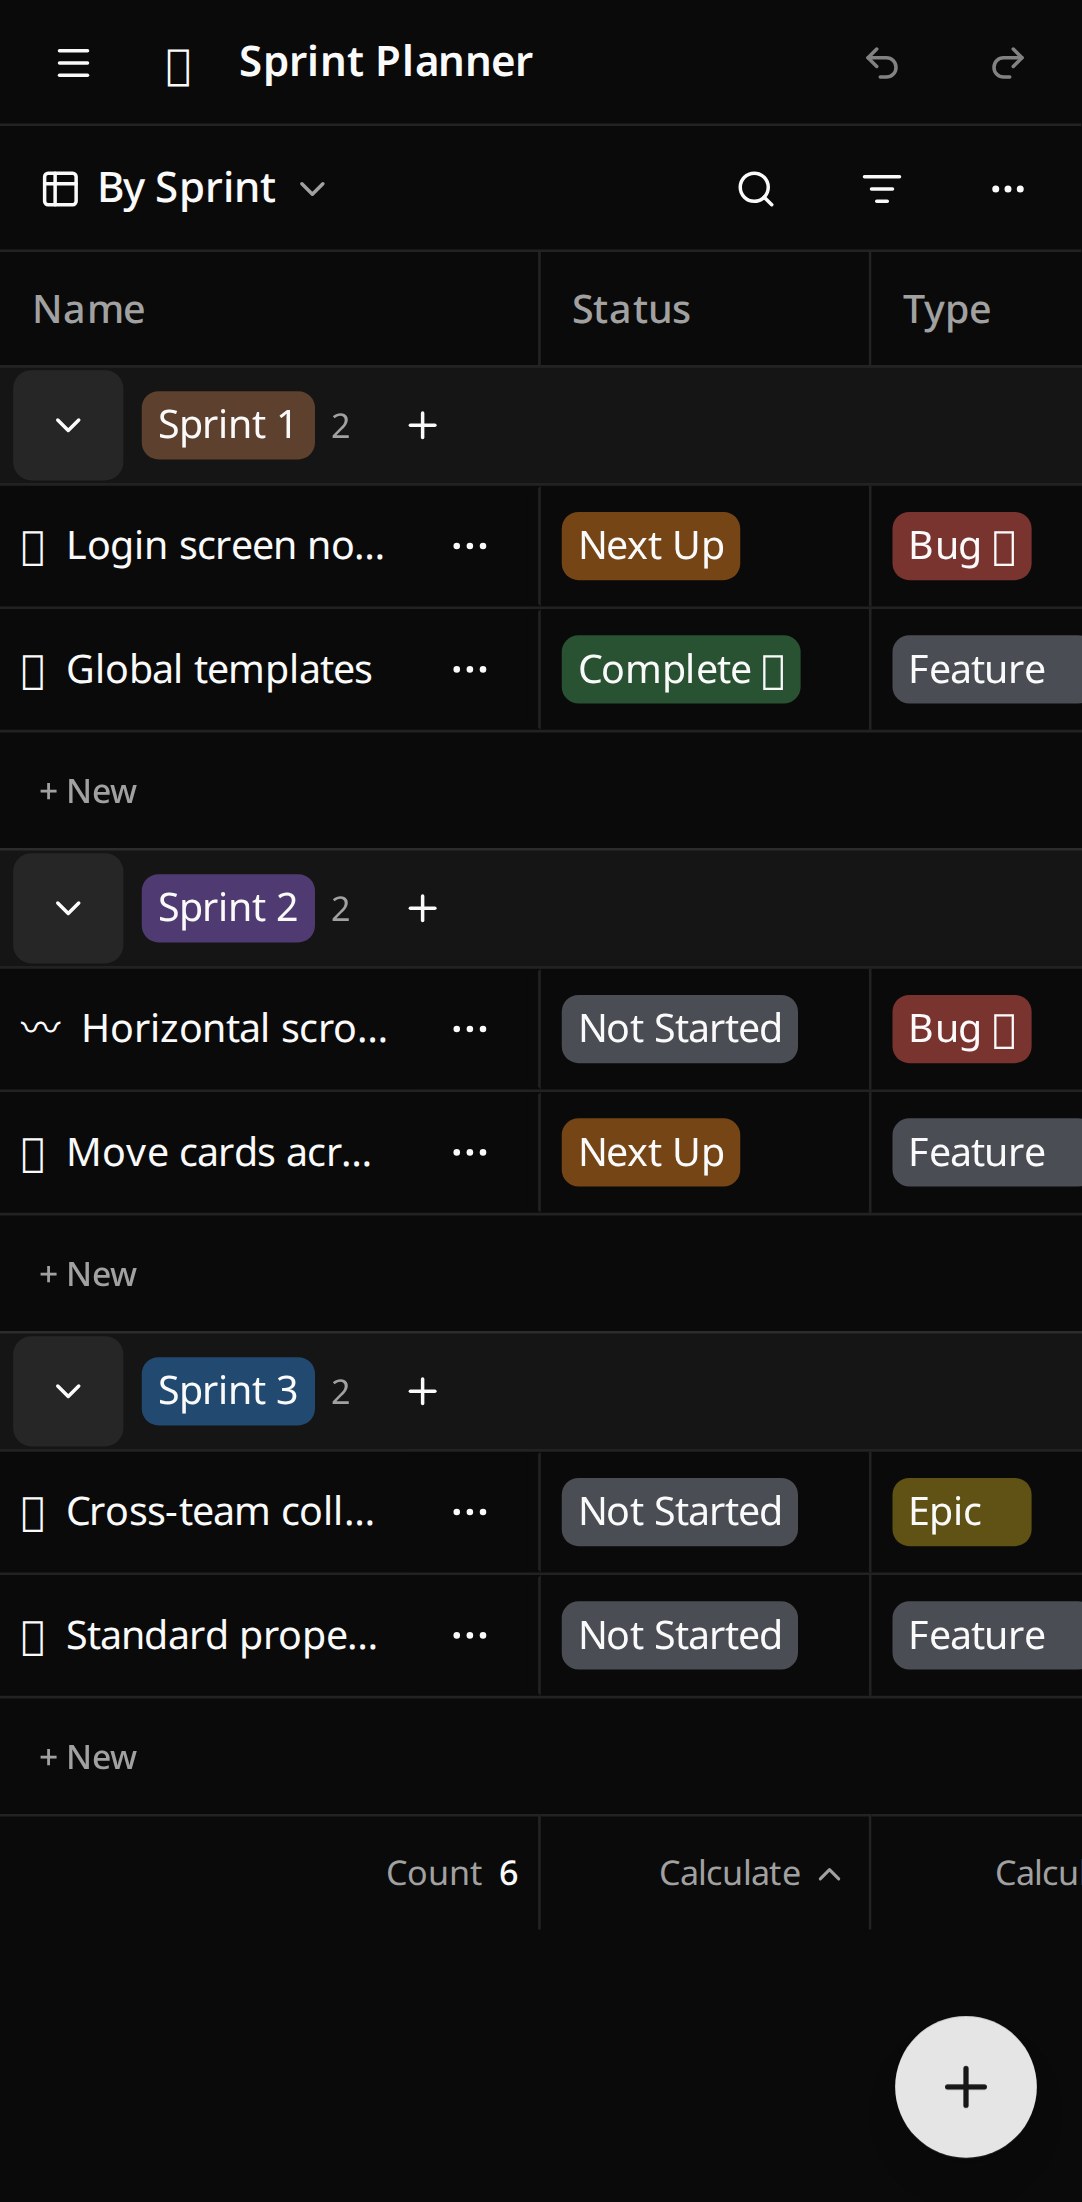 Sprint Planner
By Sprint
Name Status Type
Sprint 1 2
Login screen no... Next Up Bug
Global templates Complete Feature
+ New
Sprint 2 2
Horizontal scro... Not Started Bug
Move cards acr... Next Up Feature
+ New
Sprint 3 2
Cross-team coll... Not Started Epic
Standard prope... Not Started Feature
+ New
Count 6 Calculate Calcu